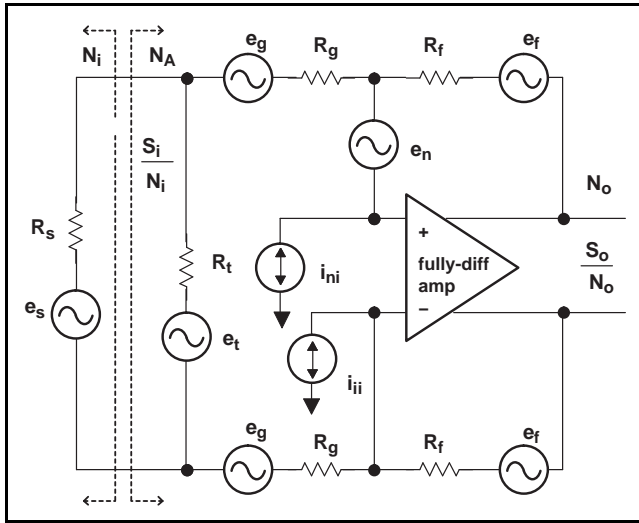 Ni NA eg Rg Rf ef
Si
Ni
en
No
Rs
Rt
ini
+
fully-diff
amp
−
So
No
es
et
iii
eg Rg Rf ef